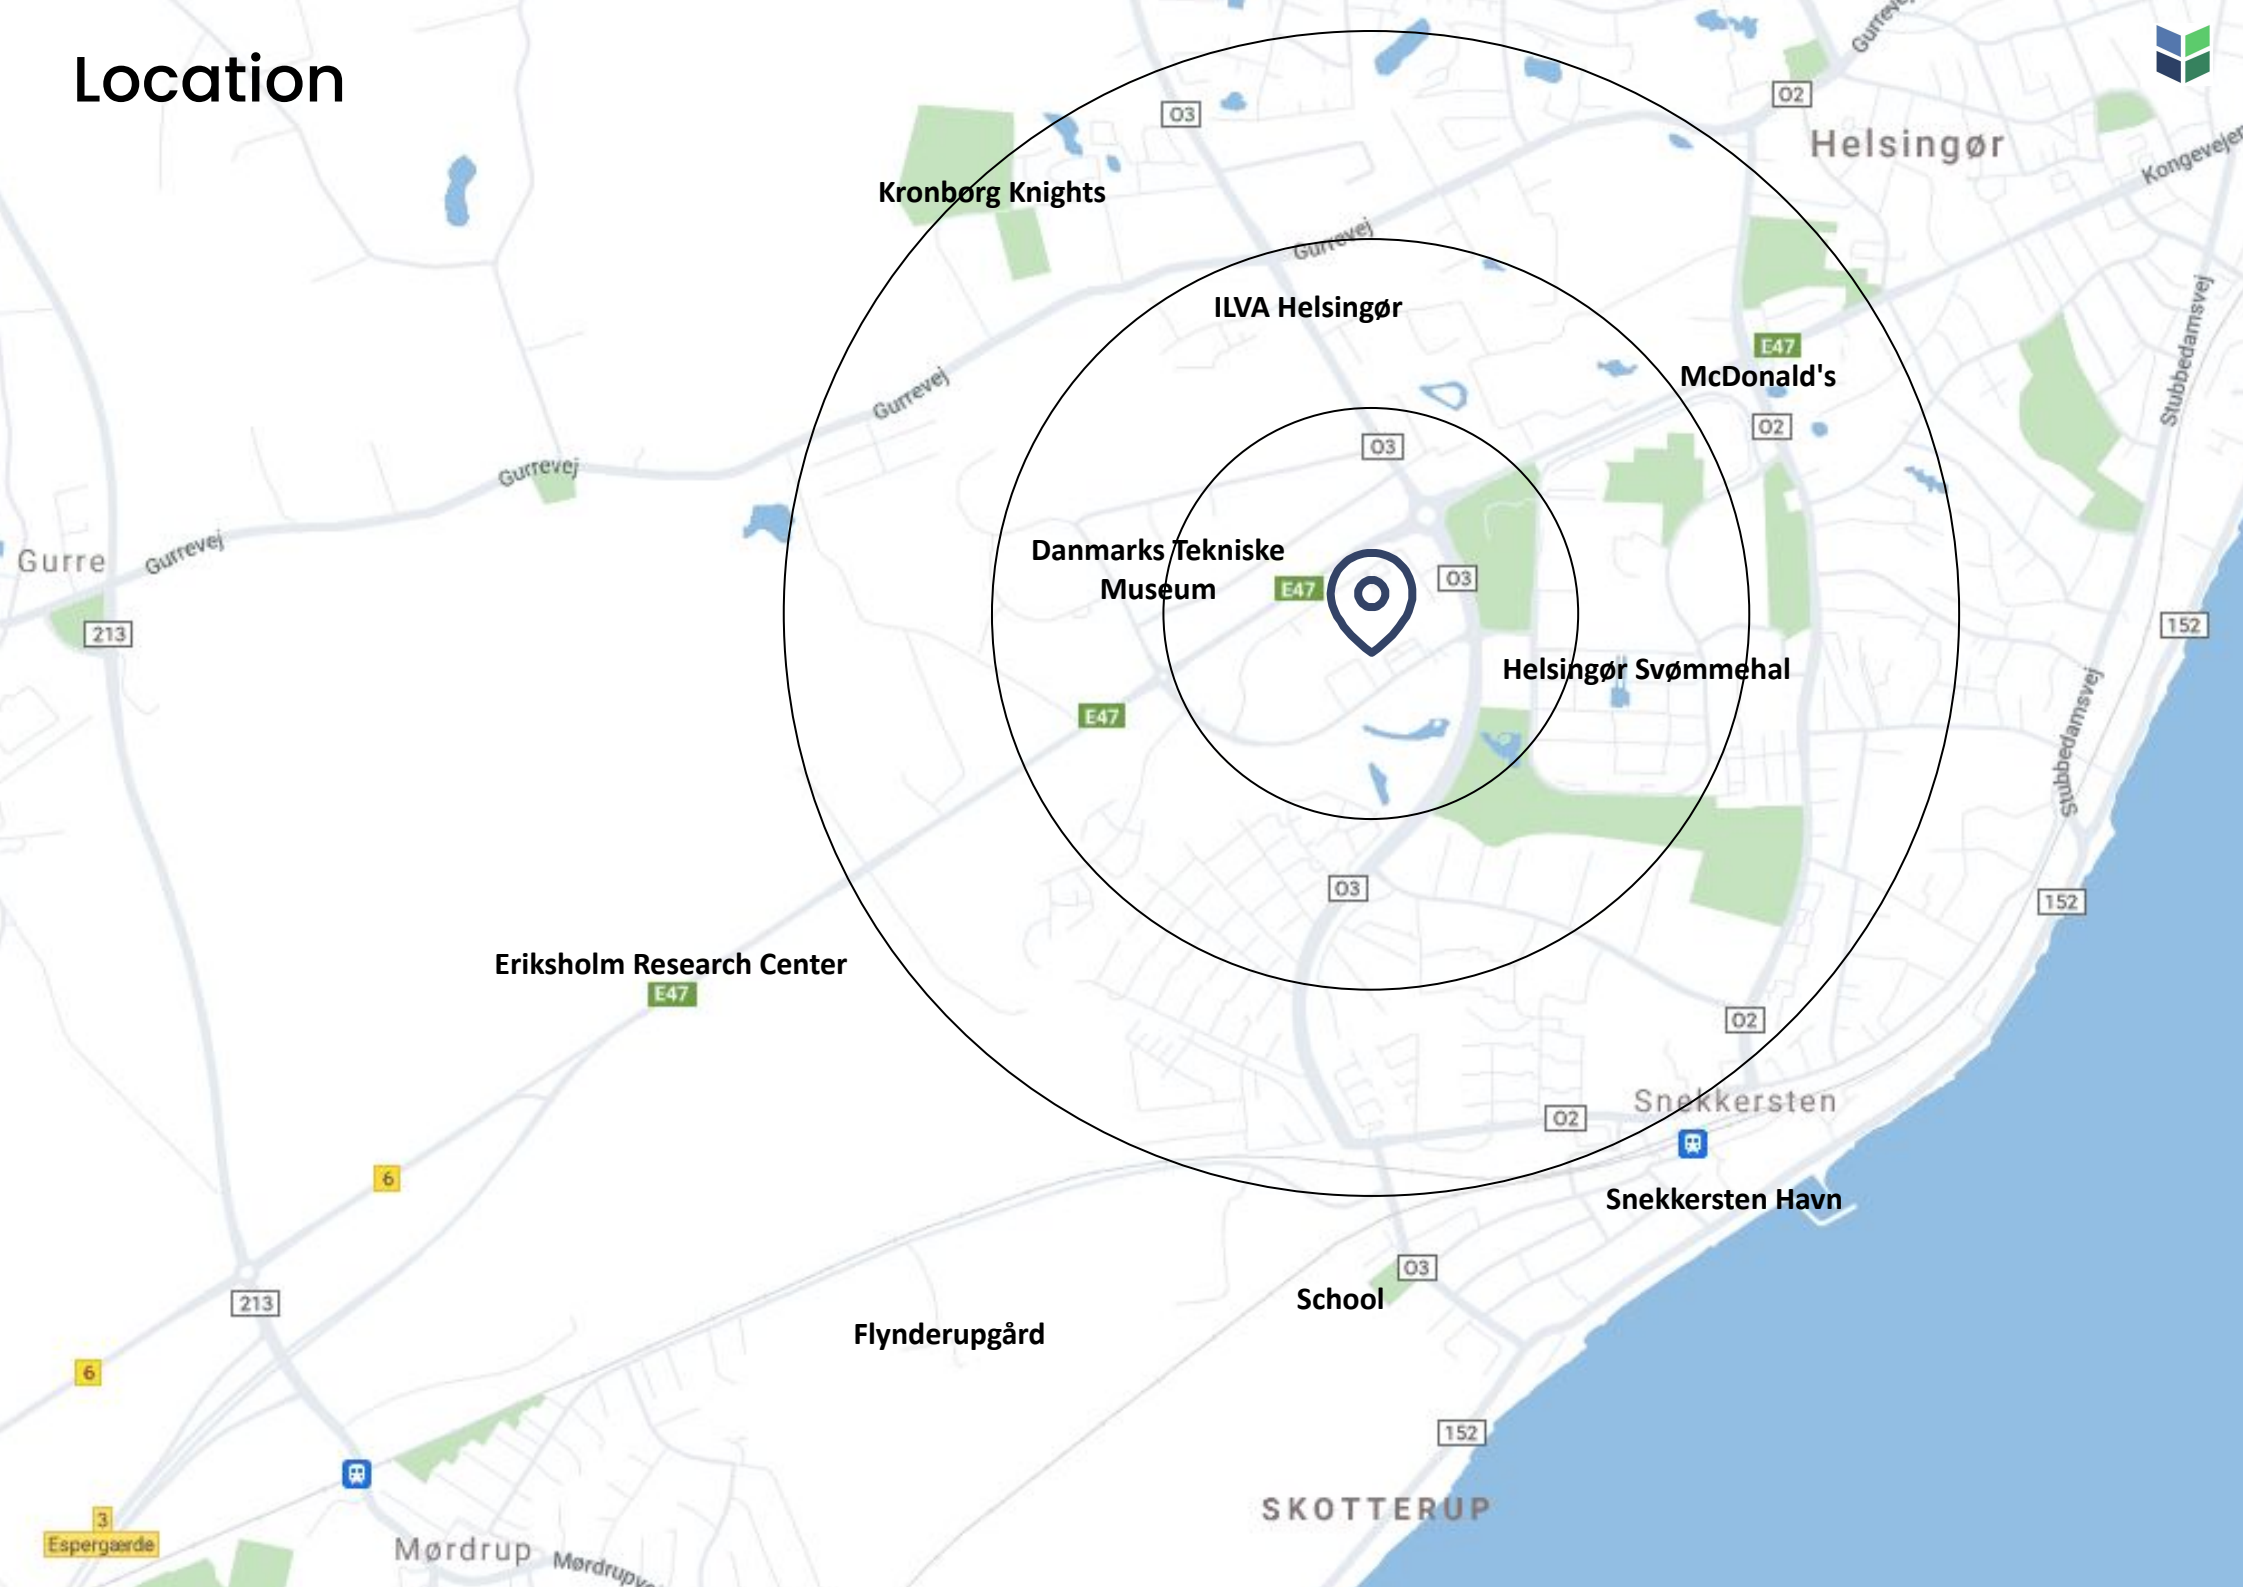 Location
Gurrevej
O2
O3
Helsingør
Kongevejen
Kronborg Knights
Gurrevej
ILVA Helsingør
Stubbedamsvej
E47
McDonald's
Gurrevej
O2
O3
Gurrevej
Gurrevej
Gurre
Danmarks Tekniske
Museum
E47
O3
213
152
Helsingør Svømmehal
E47
Stubbedamsvej
O3
152
Eriksholm Research Center
E47
O2
Snekkersten
O2
6
Snekkersten Havn
O3
School
213
Flynderupgård
6
152
SKOTTERUP
3
Espergærde
Mørdrup
Mørdrupve